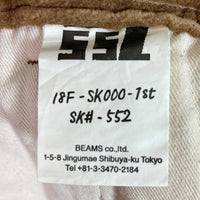 SSL
18F-SK000-1st
SK#-552
BEAMS co.,ltd.
1-5-8 Jingumae Shibuya-ku Tokyo
Tel +81-3-3470-2184